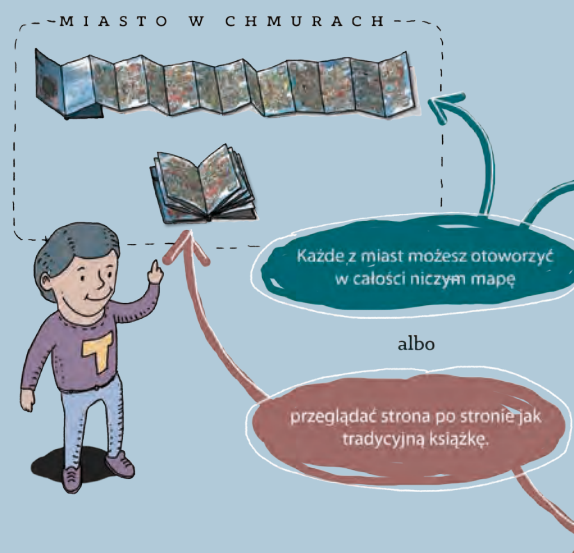 MIASTO W CHMURACH
Każde z miast możesz otoworzyć
w całości niczym mapę
albo
przeglądać strona po stronie jak
tradycyjną książkę.
T